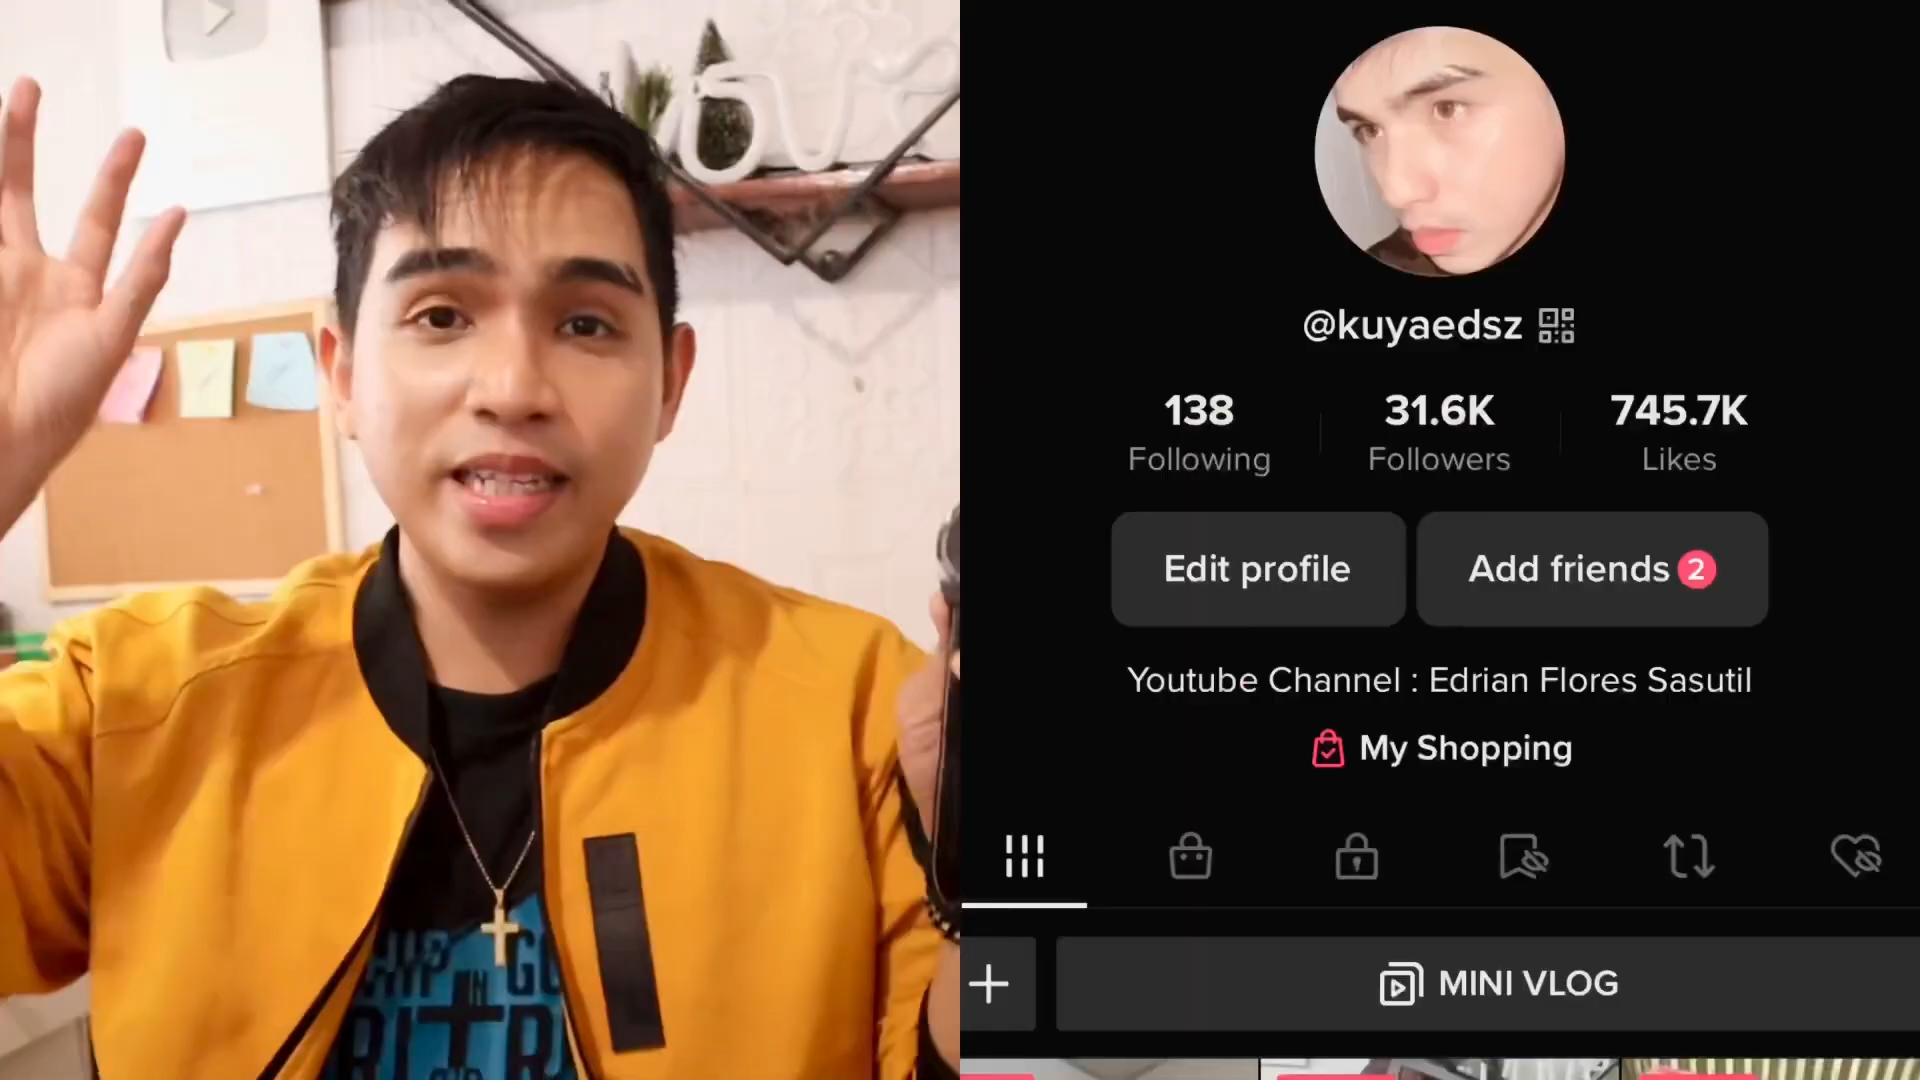 @kuyaedsz
138 31.6K 745.7K
Following Followers Likes
Edit profile Add friends 2
Youtube Channel : Edrian Flores Sasutil
My Shopping
+ MINI VLOG
IN